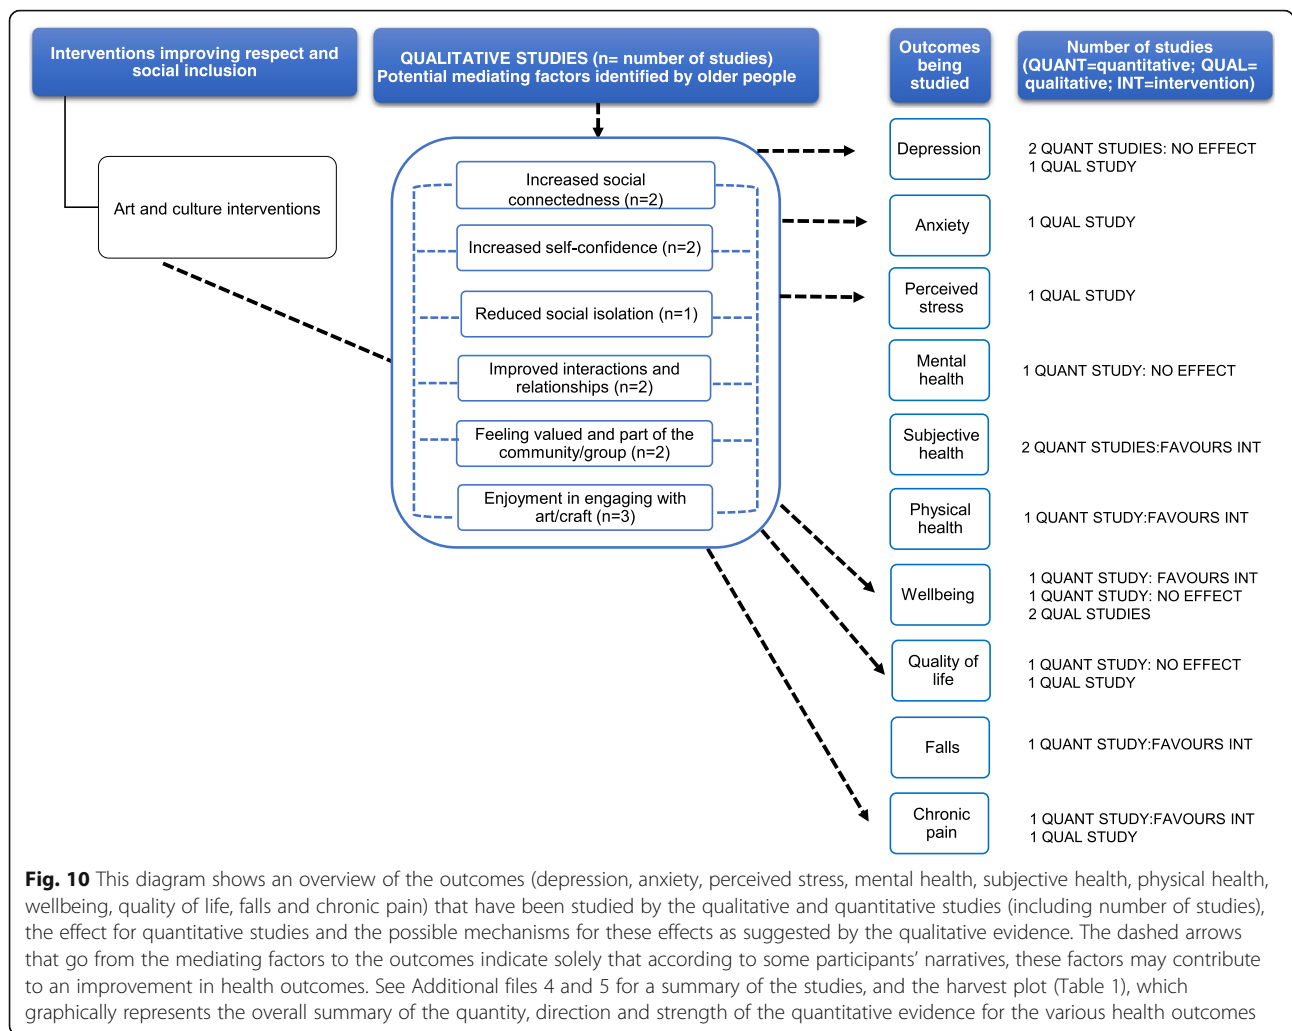 Interventions improving respect and
social inclusion
QUALITATIVE STUDIES (n= number of studies)
Potential mediating factors identified by older people
Outcomes
being
studied
Number of studies
(QUANT=quantitative; QUAL=
qualitative; INT=intervention)
Art and culture interventions
Increased social
connectedness (n=2)
Increased self-confidence (n=2)
Reduced social isolation (n=1)
Improved interactions and
relationships (n=2)
Feeling valued and part of the
community/group (n=2)
Enjoyment in engaging with
art/craft (n=3)
Depression
2 QUANT STUDIES: NO EFFECT
1 QUAL STUDY
Anxiety
1 QUAL STUDY
Perceived
stress
1 QUAL STUDY
Mental
health
1 QUANT STUDY: NO EFFECT
Subjective
health
2 QUANT STUDIES:FAVOURS INT
Physical
health
1 QUANT STUDY:FAVOURS INT
Wellbeing
1 QUANT STUDY: FAVOURS INT
1 QUANT STUDY: NO EFFECT
2 QUAL STUDIES
Quality of
life
1 QUANT STUDY: NO EFFECT
1 QUAL STUDY
Falls
1 QUANT STUDY:FAVOURS INT
Chronic
pain
1 QUANT STUDY:FAVOURS INT
1 QUAL STUDY
Fig. 10 This diagram shows an overview of the outcomes (depression, anxiety, perceived stress, mental health, subjective health, physical health,
wellbeing, quality of life, falls and chronic pain) that have been studied by the qualitative and quantitative studies (including number of studies),
the effect for quantitative studies and the possible mechanisms for these effects as suggested by the qualitative evidence. The dashed arrows
that go from the mediating factors to the outcomes indicate solely that according to some participants' narratives, these factors may contribute
to an improvement in health outcomes. See Additional files 4 and 5 for a summary of the studies, and the harvest plot (Table 1), which
graphically represents the overall summary of the quantity, direction and strength of the quantitative evidence for the various health outcomes